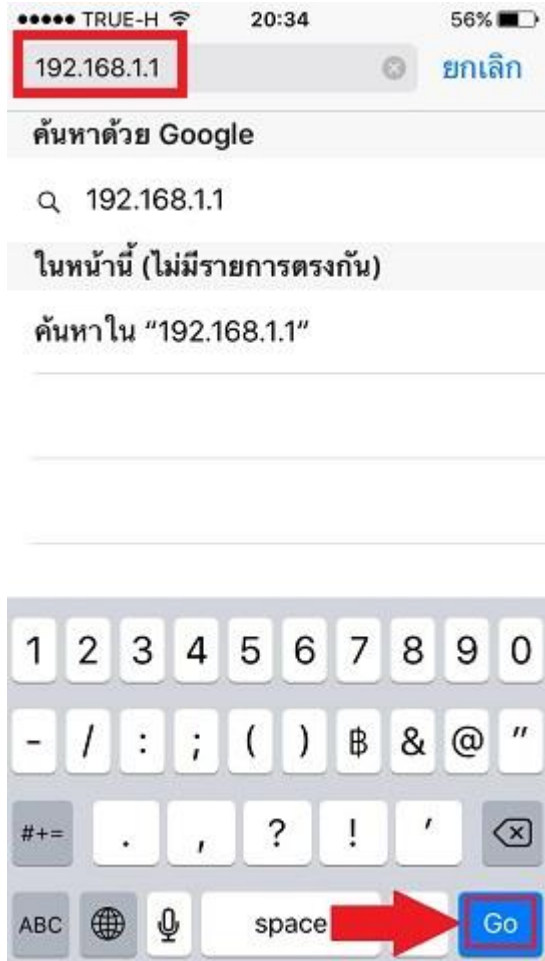 TRUE-H 20:34 56%
192.168.1.1 ยกเลิก
ค้นหาด้วย Google
192.168.1.1
ในหน้านี้ (ไม่มีรายการตรงกัน)
ค้นหาใน “192.168.1.1”
1 2 3 4 5 6 7 8 9 0
- / : ; ( ) ฿ & @ "
#+= . , ? ! '
ABC space Go